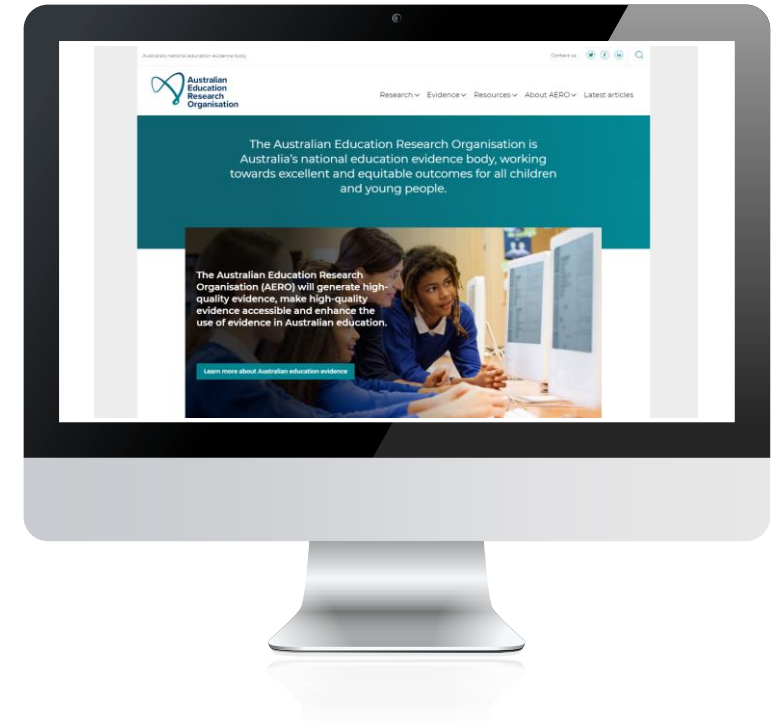 Australia's national education evidence body
Contact us
Australian
Education
Research
Organisation
Research Evidence Resources About AERO Latest articles
The Australian Education Research Organisation is
Australia's national education evidence body, working
towards excellent and equitable outcomes for all children
and young people.
The Australian Education Research
Organisation (AERO) will generate high-
quality evidence, make high-quality
evidence accessible and enhance the
use of evidence in Australian education.
Learn more about Australian education evidence